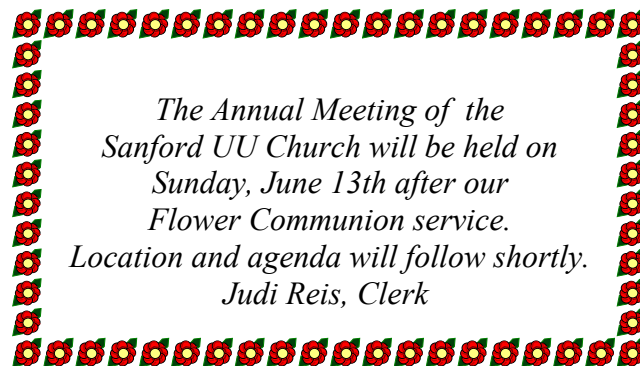 The Annual Meeting of the
Sanford UU Church will be held on
Sunday, June 13th after our
Flower Communion service.
Location and agenda will follow shortly.
Judi Reis, Clerk